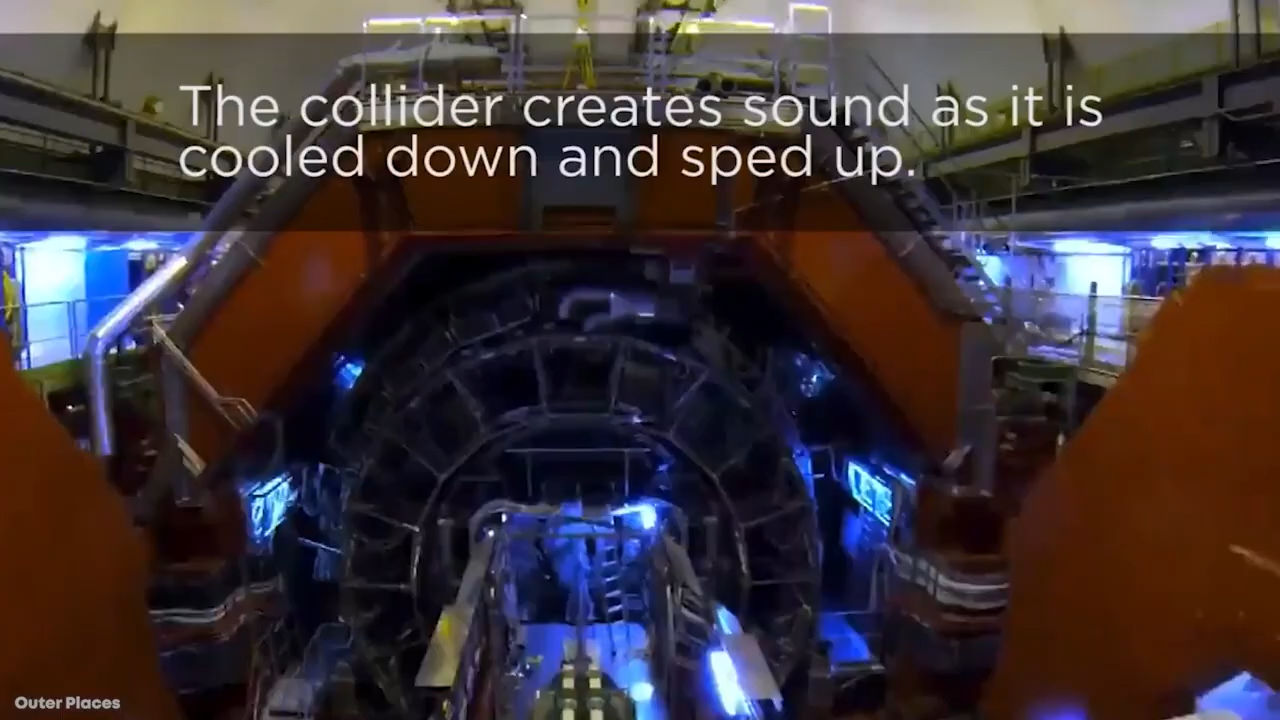 The collider creates sound as it is
cooled down and sped up.
Outer Places